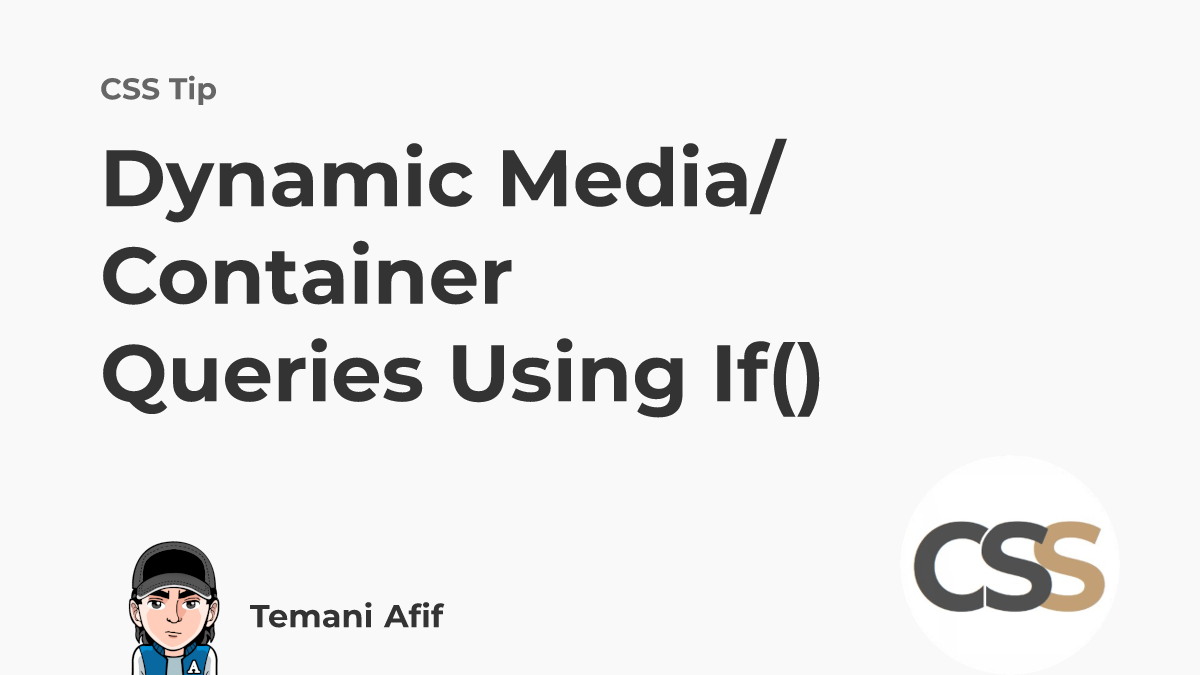 CSS Tip
Dynamic Media/
Container
Queries Using If()
A
Temani Afif
CSS